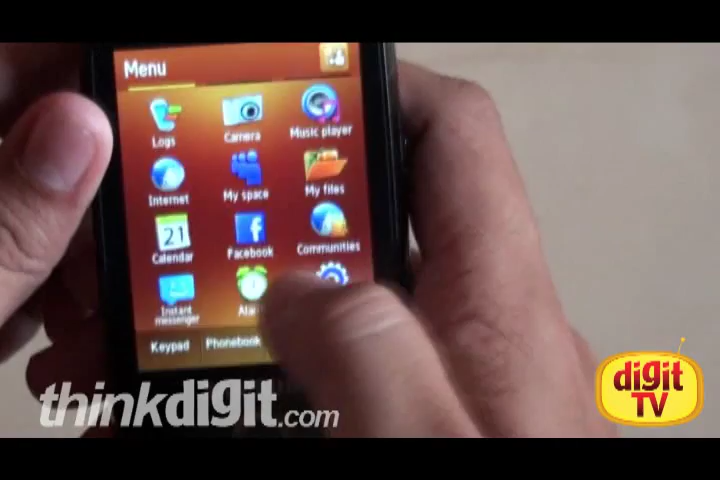 Menu
Logs
Camera
Music player
Internet
My space
My files
21
Calendar
Facebook
Communities
Instant
messenger
Keypad
Phonebook
thinkdigit.com
digit
TV